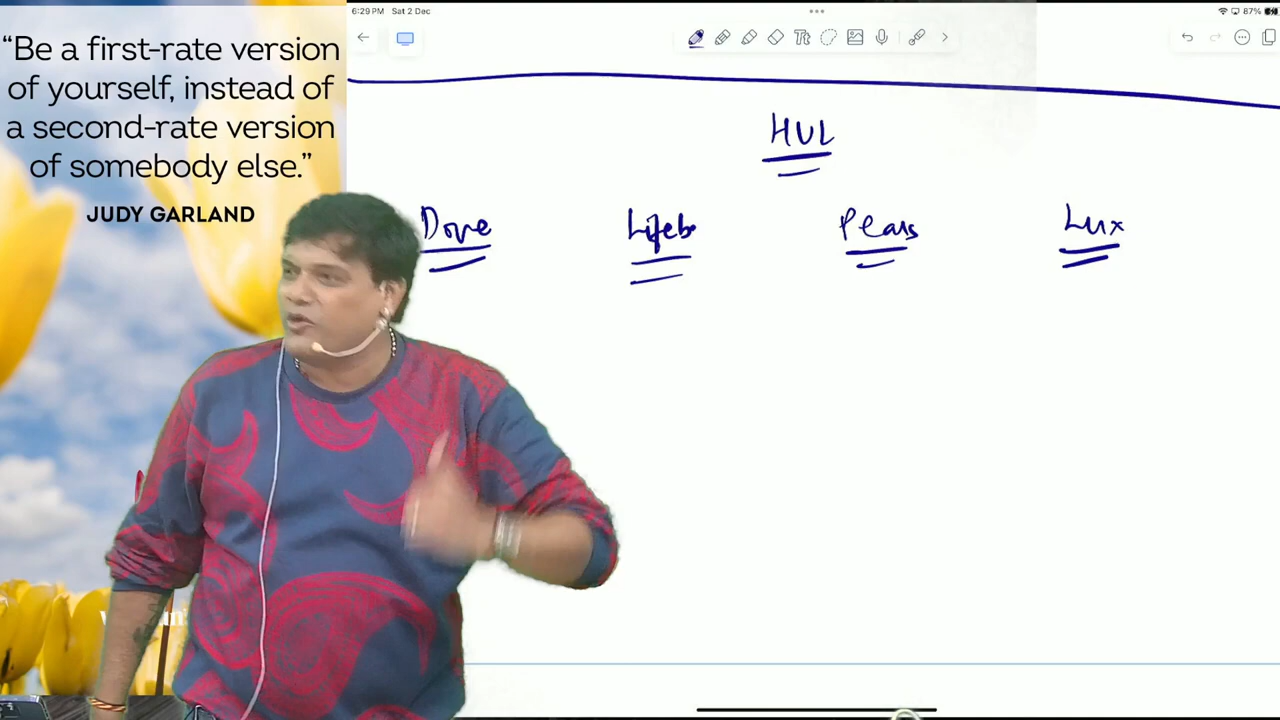 6:29 PM Sat 2 Dec
87%
“Be a first-rate version
of yourself, instead of
a second-rate version
of somebody else.”
JUDY GARLAND
HUL
Dove Lifeb Pears Lux